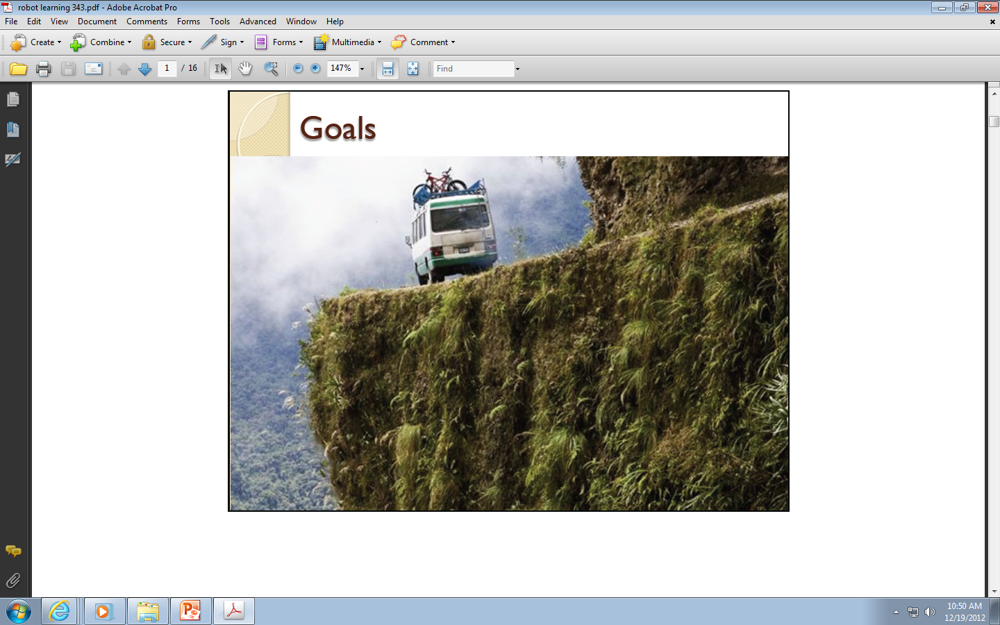 robot learning 343.pdf - Adobe Acrobat Pro
File Edit View Document Comments Forms Tools Advanced Window Help
Create Combine Secure Sign Forms Multimedia Comment
1 / 16 147% Find
Goals
10:50 AM
12/19/2012